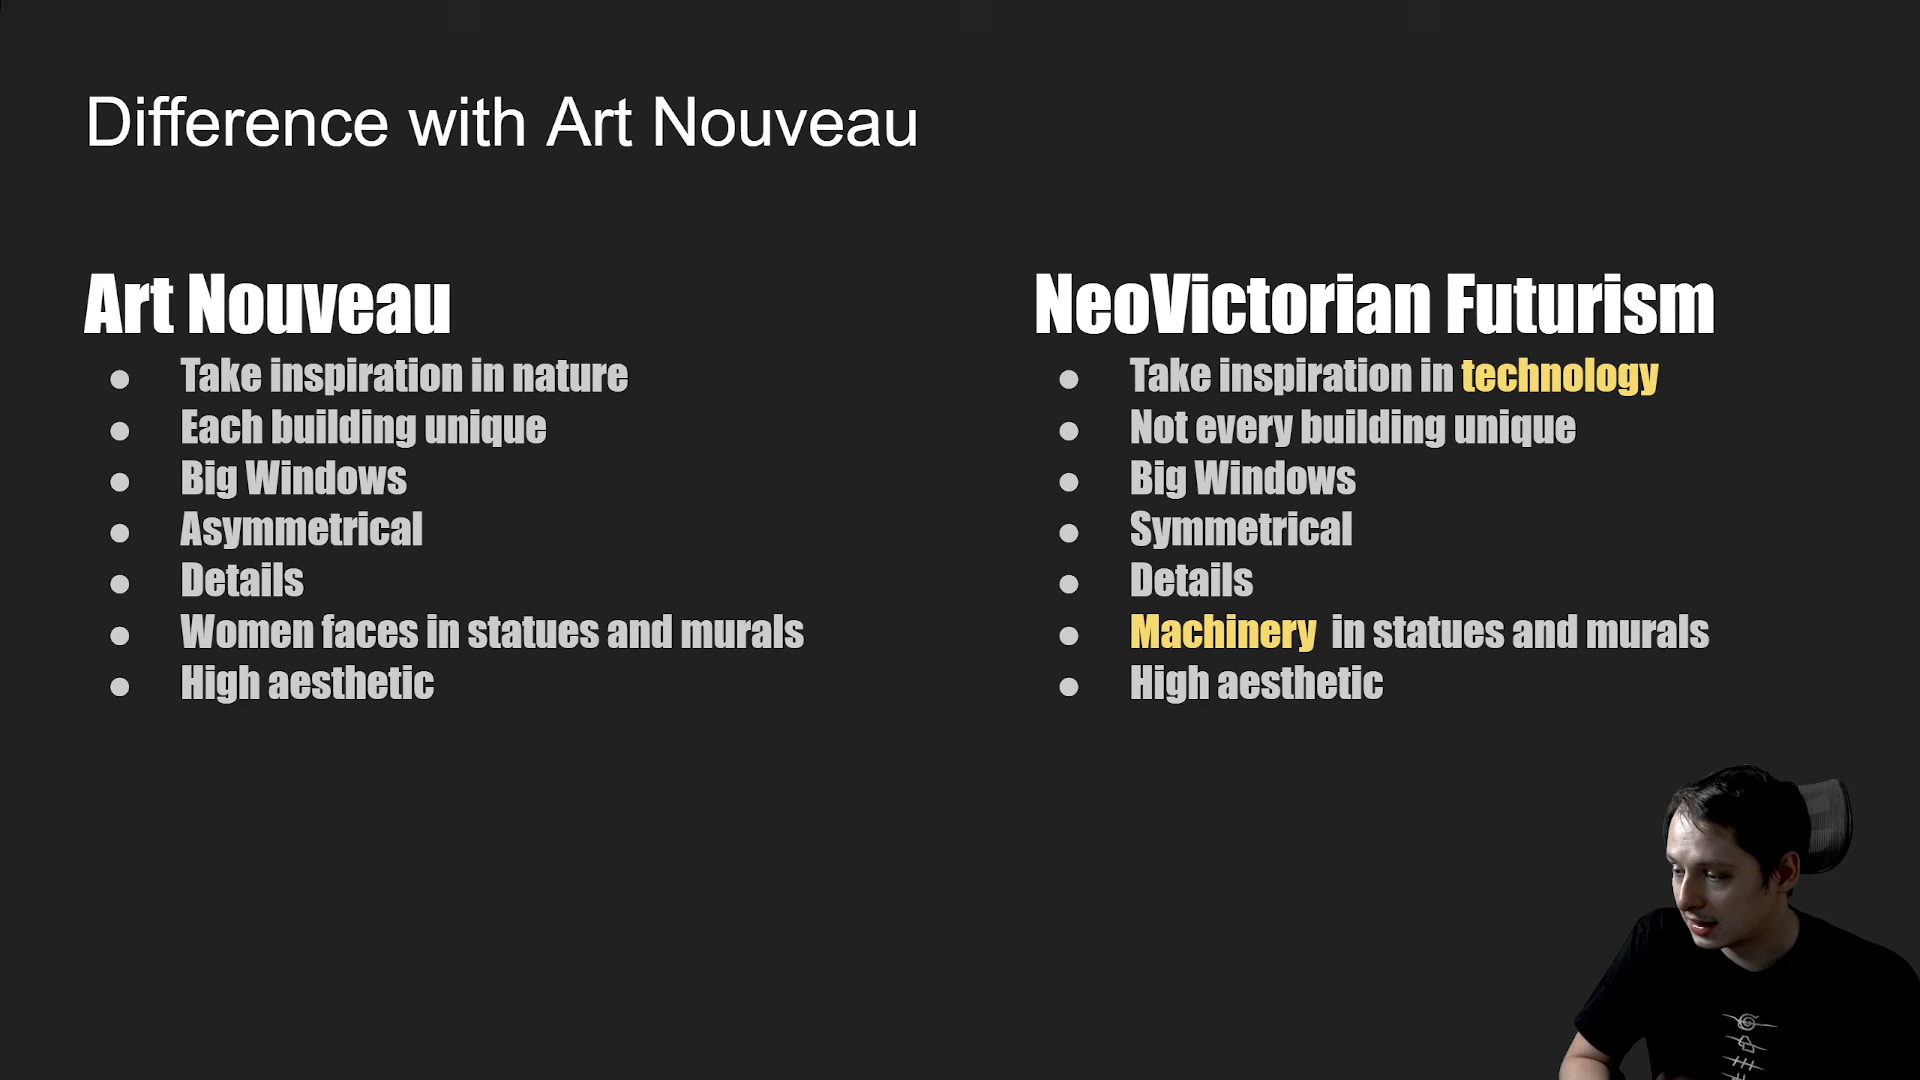 Difference with Art Nouveau
Art Nouveau
● Take inspiration in nature
● Each building unique
● Big Windows
● Asymmetrical
● Details
● Women faces in statues and murals
● High aesthetic
NeoVictorian Futurism
● Take inspiration in technology
● Not every building unique
● Big Windows
● Symmetrical
● Details
● Machinery in statues and murals
● High aesthetic